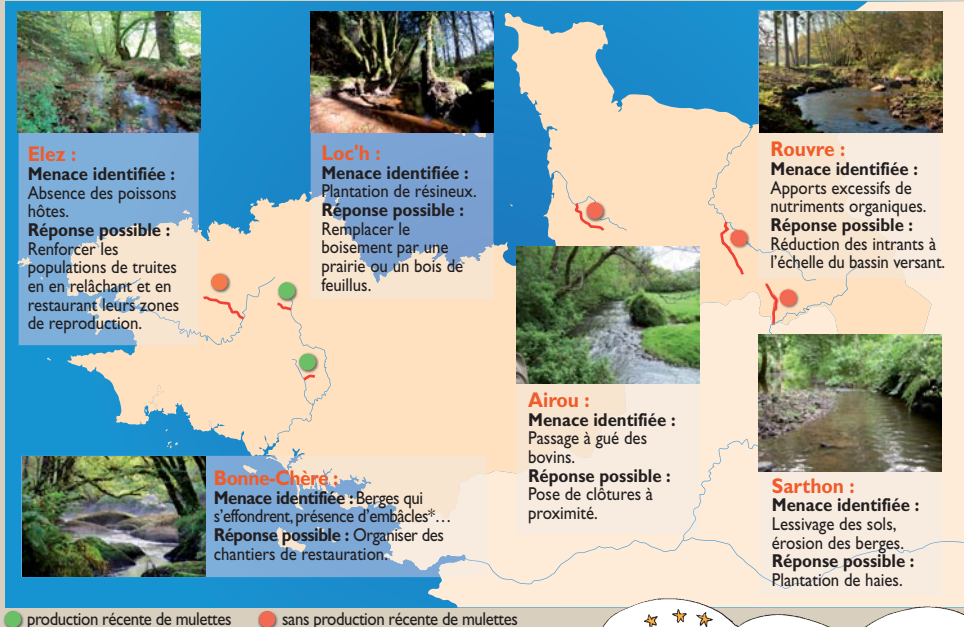 Elez :
Menace identifiée :
Absence des poissons
hôtes.
Réponse possible :
Renforcer les
populations de truites
en en relâchant et en
restaurant leurs zones
de reproduction.
Loc'h :
Menace identifiée :
Plantation de résineux.
Réponse possible :
Remplacer le
boisement par une
prairie ou un bois de
feuillus.
Rouvre :
Menace identifiée :
Apports excessifs de
nutriments organiques.
Réponse possible :
Réduction des intrants à
l'échelle du bassin versant.
Airou :
Menace identifiée :
Passage à gué des
bovins.
Réponse possible :
Pose de clôtures à
proximité.
Sarthon :
Menace identifiée :
Lessivage des sols,
érosion des berges.
Réponse possible :
Plantation de haies.
Bonne-Chère :
Menace identifiée : Berges qui
s'effondrent, présence d'embâcles*...
Réponse possible : Organiser des
chantiers de restauration.
production récente de mulettes
sans production récente de mulettes